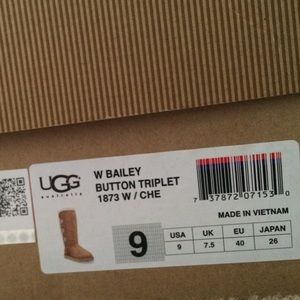 UGG
australia
W BAILEY
BUTTON TRIPLET
1873 W / CHE
7 37872 07153 0
MADE IN VIETNAM
9
USA UK EU JAPAN
9 7.5 40 26